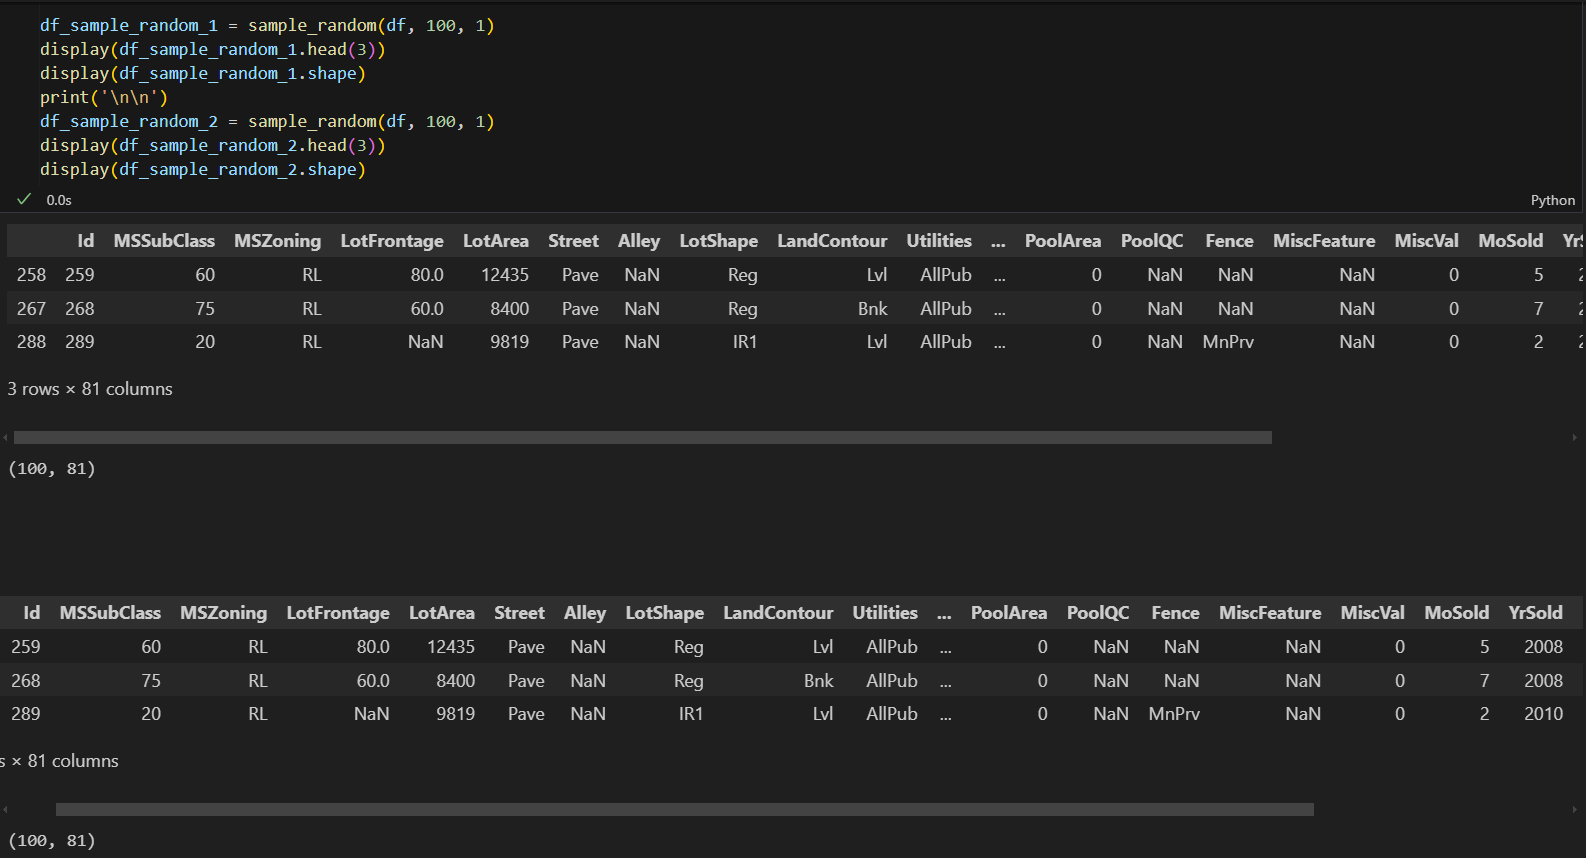 df_sample_random_1 = sample_random(df, 100, 1)
display(df_sample_random_1.head(3))
display(df_sample_random_1.shape)
print('\n\n')
df_sample_random_2 = sample_random(df, 100, 1)
display(df_sample_random_2.head(3))
display(df_sample_random_2.shape)
0.0s Python
Id MSSubClass MSZoning LotFrontage LotArea Street Alley LotShape LandContour Utilities ... PoolArea PoolQC Fence MiscFeature MiscVal MoSold
258 259 60 RL 80.0 12435 Pave NaN Reg Lvl AllPub ... 0 NaN NaN NaN 0 5
267 268 75 RL 60.0 8400 Pave NaN Reg Bnk AllPub ... 0 NaN NaN NaN 0 7
288 289 20 RL NaN 9819 Pave NaN IR1 Lvl AllPub ... 0 NaN MnPrv NaN 0 2
3 rows × 81 columns
(100, 81)
Id MSSubClass MSZoning LotFrontage LotArea Street Alley LotShape LandContour Utilities ... PoolArea PoolQC Fence MiscFeature MiscVal MoSold YrSold
259 60 RL 80.0 12435 Pave NaN Reg Lvl AllPub ... 0 NaN NaN NaN 0 5 2008
268 75 RL 60.0 8400 Pave NaN Reg Bnk AllPub ... 0 NaN NaN NaN 0 7 2008
289 20 RL NaN 9819 Pave NaN IR1 Lvl AllPub ... 0 NaN MnPrv NaN 0 2 2010
s × 81 columns
(100, 81)